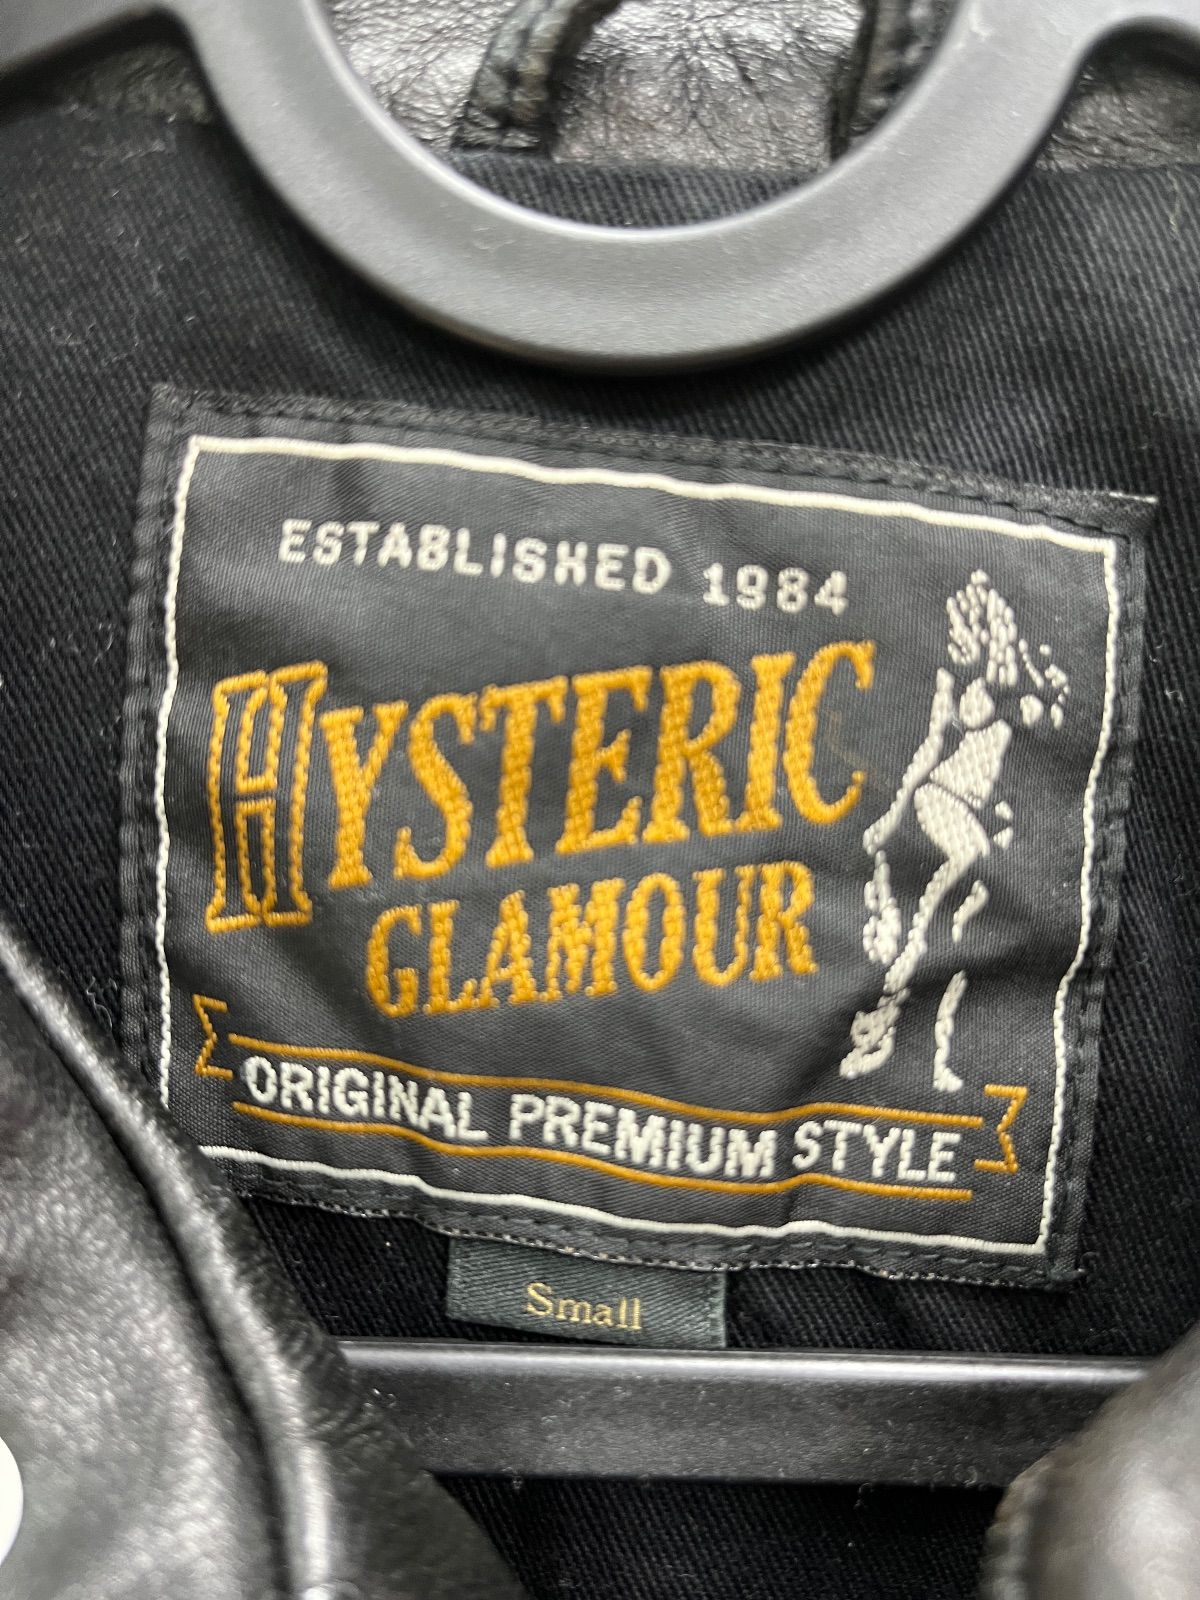 ESTABLISHED 1984
HYSTERIC
GLAMOUR
ORIGINAL PREMIUM STYLE
Small